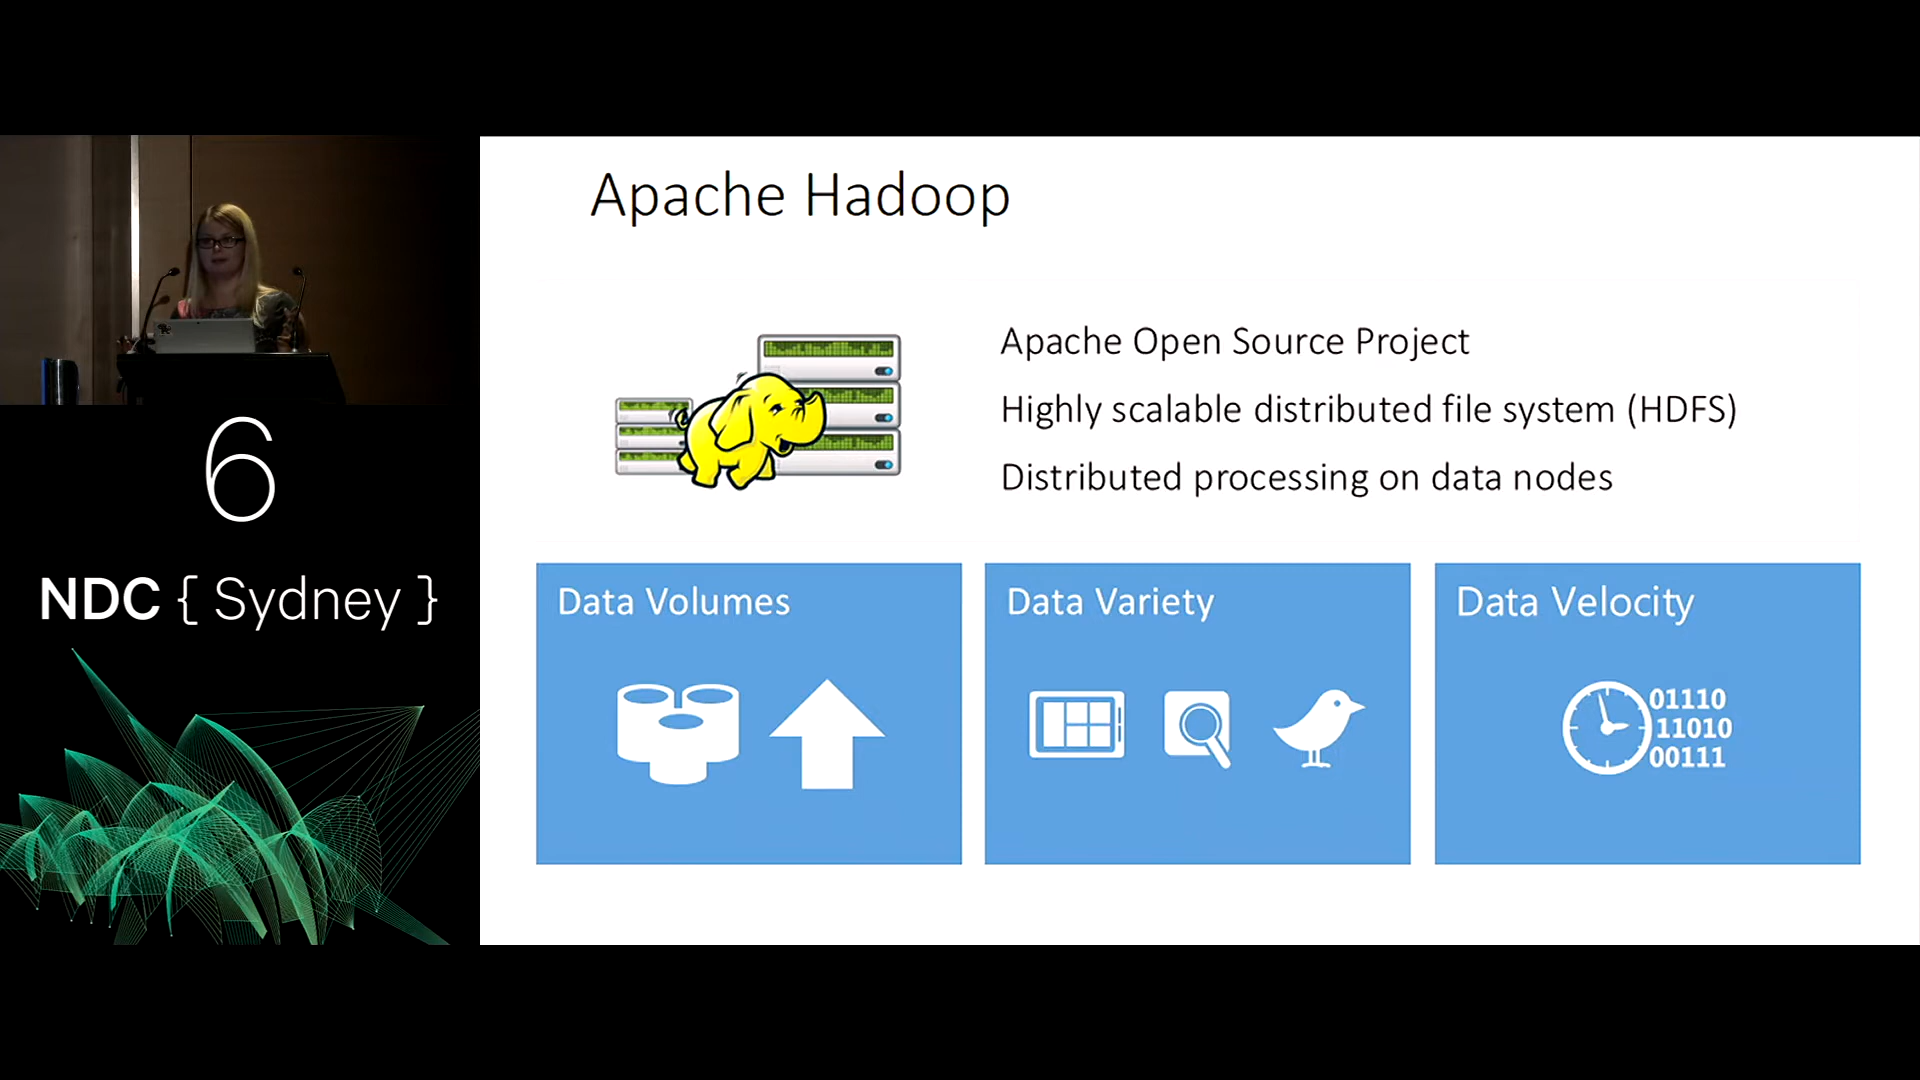 Apache Hadoop
Apache Open Source Project
Highly scalable distributed file system (HDFS)
Distributed processing on data nodes
Data Volumes
Data Variety
Data Velocity
01110
11010
00111
6
NDC { Sydney }